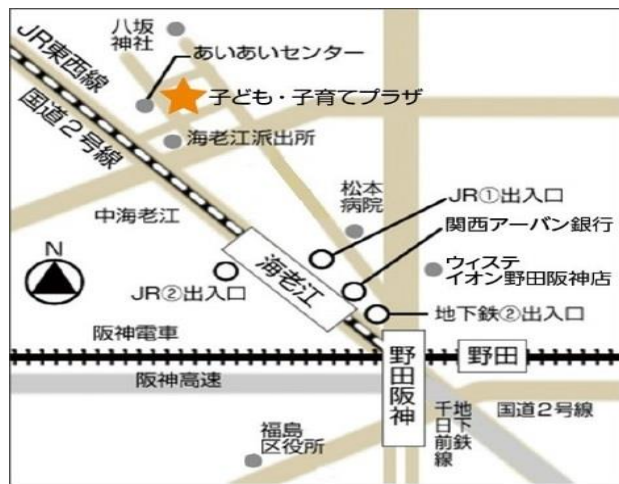 八坂
神社
あいあいセンター
JR東西線
子ども・子育てプラザ
国道2号線
海老江派出所
中海老江
松本
病院
JR①出入口
関西アーバン銀行
N
海老江
ウィステ
イオン野田阪神店
JR②出入口
地下鉄②出入口
阪神電車
野田阪神
野田
阪神高速
地下鉄
千日前線
国道2号線
福島
区役所